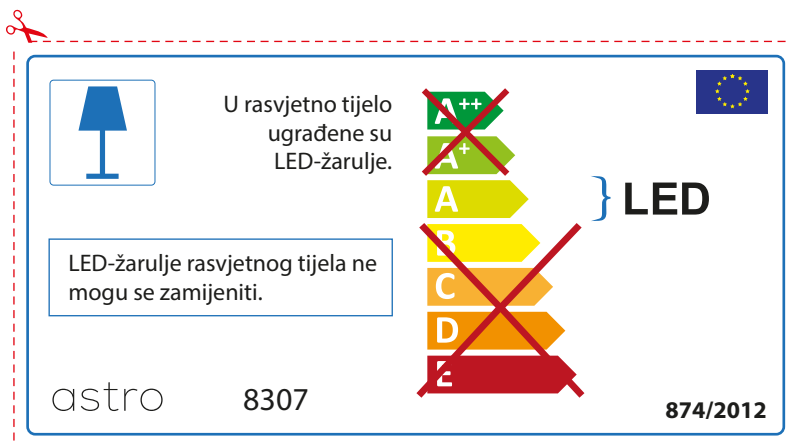 U rasvjetno tijelo
ugrađene su
LED-žarulje.
LED-žarulje rasvjetnog tijela ne
mogu se zamijeniti.
A++
A+
A
B
C
D
E
LED
astro
8307
874/2012